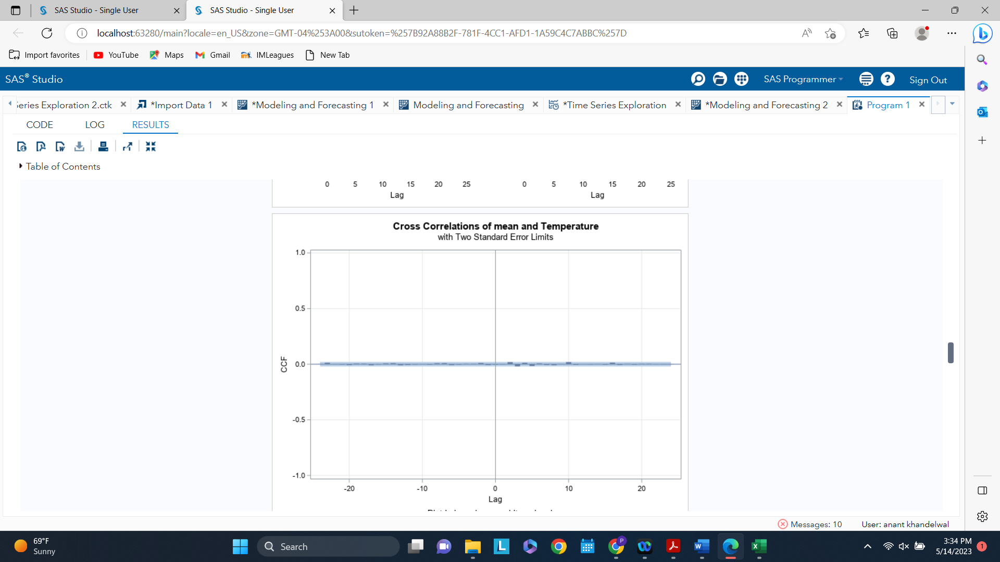 SAS Studio - Single User
SAS Studio - Single User
localhost:63280/main?locale=en_US&zone=GMT-04%253A00&sutoken=%257B92A88B2F-781F-4CC1-AFD1-1A59C4C7ABBC%257D
Import favorites YouTube Maps Gmail IMLeagues New Tab
SAS® Studio SAS Programmer Sign Out
Series Exploration 2.ctk *Import Data 1 *Modeling and Forecasting 1 Modeling and Forecasting *Time Series Exploration *Modeling and Forecasting 2 Program 1
CODE LOG RESULTS
Table of Contents
0 5 10 15 20 25 0 5 10 15 20 25
Lag Lag
Cross Correlations of mean and Temperature
with Two Standard Error Limits
1.0
0.5
0.0
-0.5
-1.0
CCF
-20 -10 0 10 20
Lag
Messages: 10 User: anant khandelwal
69°F
Sunny
Search
3:34 PM
5/14/2023
1